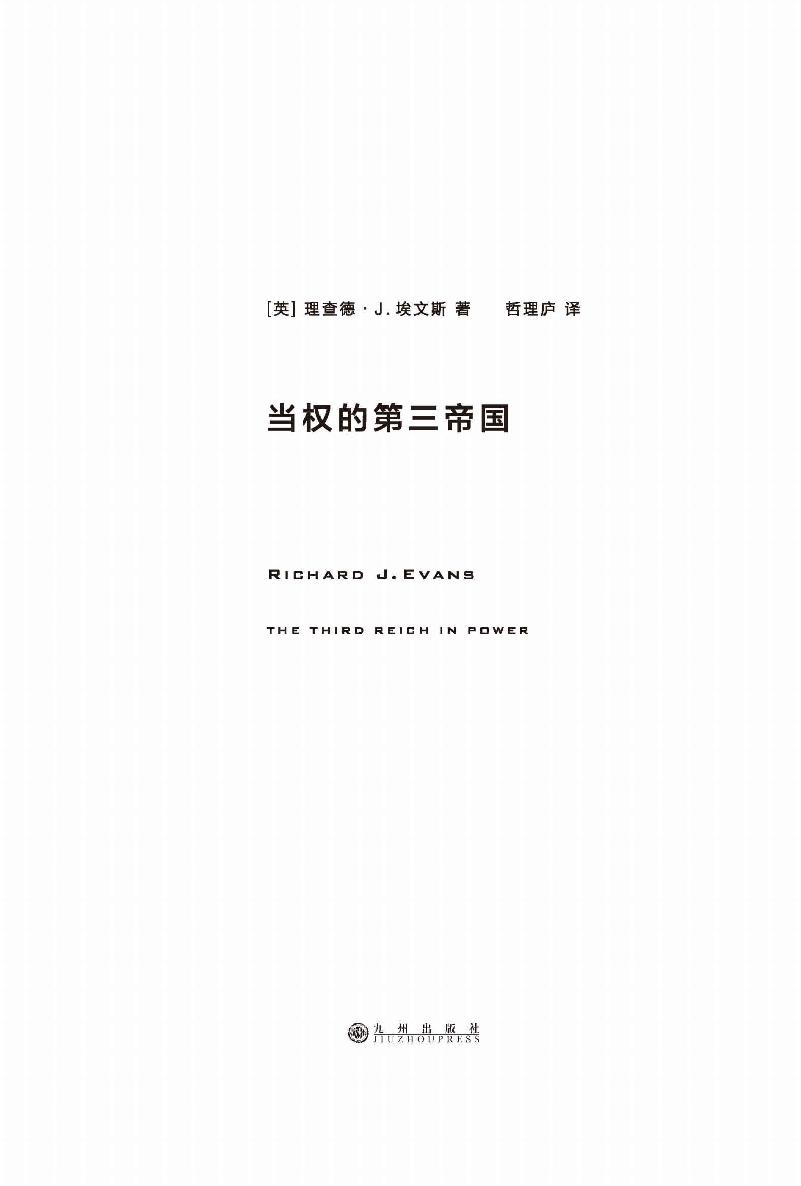 [英] 理查德·J.埃文斯 著 哲理庐 译
当权的第三帝国
RICHARD J. EVANS
THE THIRD REICH IN POWER
九州出版社
JIUZHOUPRESS